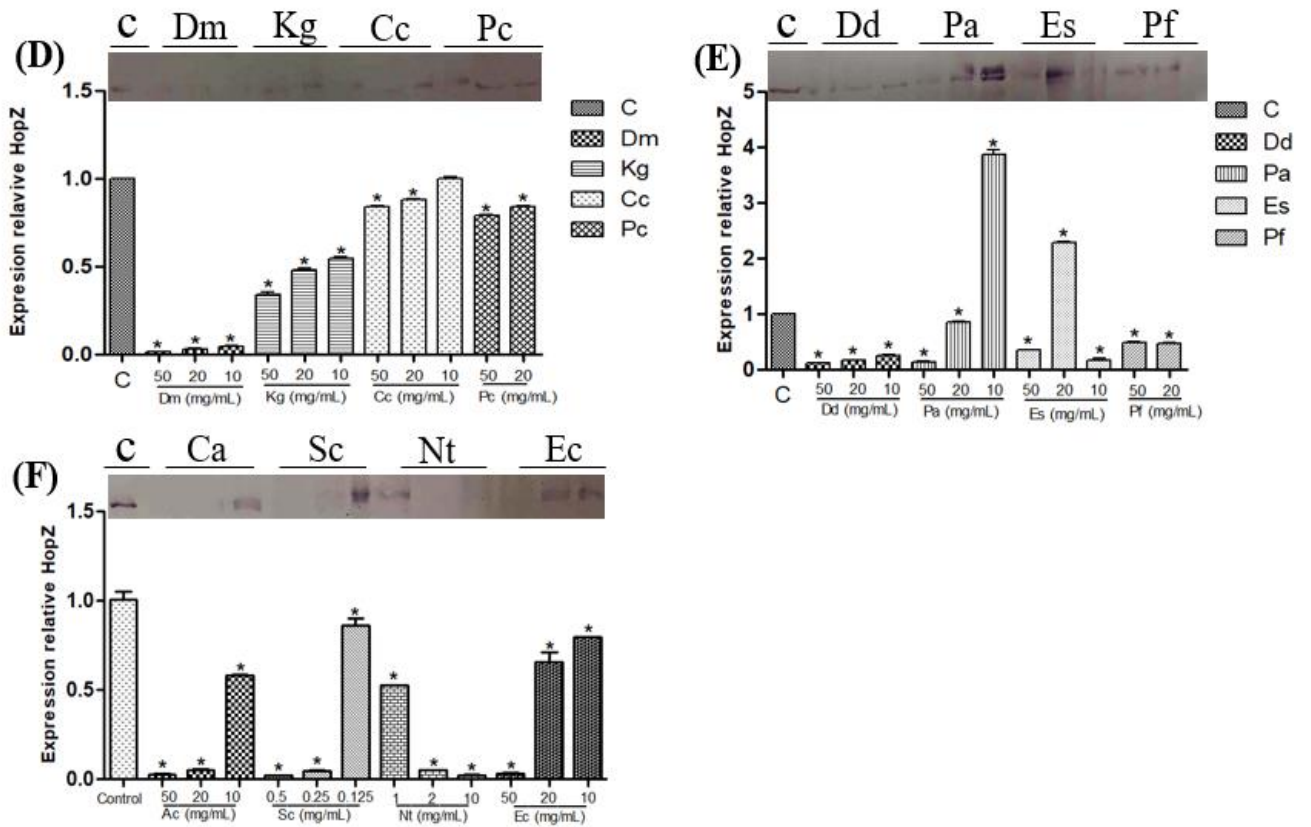 C Dm Kg Cc Pc
(D)
1.5
1.0
0.5
0.0
Expresion relavive HopZ
* * * * * * * * * *
C 50 20 10 50 20 10 50 20 10 50 20
Dm (mg/mL) Kg (mg/mL) Cc (mg/mL) Pc (mg/mL)
C
Dm
Kg
Cc
Pc
C Dd Pa Es Pf
(E)
5
4
3
2
1
0
Expression relative HopZ
* * * * * * * * * * *
C 50 20 10 50 20 10 50 20 10 50 20
Dd (mg/mL) Pa (mg/mL) Es (mg/mL) Pf (mg/mL)
C
Dd
Pa
Es
Pf
C Ca Sc Nt Ec
(F)
1.5
1.0
0.5
0.0
Expression relative HopZ
* * * * * * * * * * * *
Control 50 20 10 0.5 0.25 0.125 1 2 10 50 20 10
Ac (mg/mL) Sc (mg/mL) Nt (mg/mL) Ec (mg/mL)